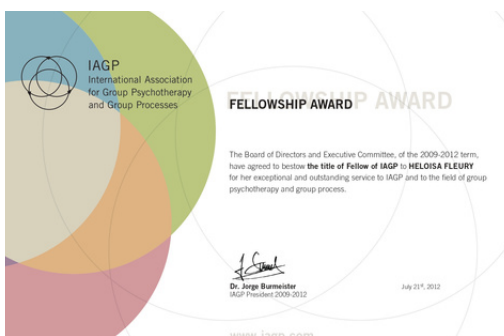 IAGP
International Association
for Group Psychotherapy
and Group Processes
FELLOWSHIP AWARD
FELLOWSHIP AWARD
The Board of Directors and Executive Committee, of the 2009-2012 term,
have agreed to bestow the title of Fellow of IAGP to HELOISA FLEURY
for her exceptional and outstanding service to IAGP and to the field of group
psychotherapy and group process.
Dr. Jorge Burmeister
IAGP President 2009-2012
July 21st, 2012
www.iagp.com